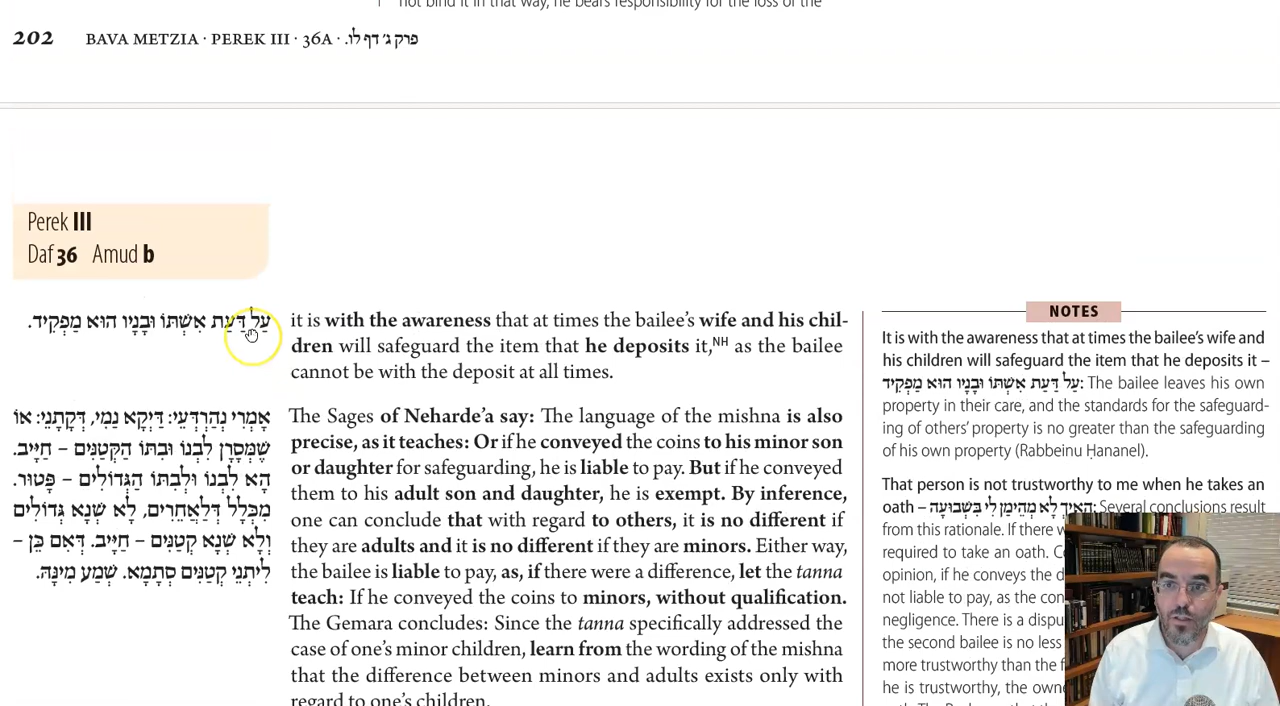 not bind it in that way, he bears responsibility for the loss of the
202 BAVA METZIA · PEREK III · 36A · .פרק ג׳ דף לו
Perek III
Daf 36 Amud b
עַל דַּעַת אִשְׁתּוֹ וּבָנָיו הוּא מַפְקִיד.
אָמְרִי נְהַרְדָּעֵי: דַּיְקָא נַמֵי, דְּקָתָנֵי: אוֹ
שֶׁמְּסָרָן לִבְנוֹ וּבִתּוֹ הַקְּטַנִּים – חַיָּיב.
הָא לִבְנוֹ וּלְבִתּוֹ הַגְּדוֹלִים – פָּטוּר.
מִכְּלָל דְּלַאֲחֵרִים, לָא שְׁנָא גְּדוֹלִים
וְלָא שְׁנָא קְטַנִּים – חַיָּיב. דְּאִם כֵּן –
לִיתְנֵי קְטַנִּים סְתָמָא. שְׁמַע מִינַּהּ.
it is with the awareness that at times the bailee's wife and his chil-
dren will safeguard the item that he deposits it,NH as the bailee
cannot be with the deposit at all times.
The Sages of Neharde'a say: The language of the mishna is also
precise, as it teaches: Or if he conveyed the coins to his minor son
or daughter for safeguarding, he is liable to pay. But if he conveyed
them to his adult son and daughter, he is exempt. By inference,
one can conclude that with regard to others, it is no different if
they are adults and it is no different if they are minors. Either way,
the bailee is liable to pay, as, if there were a difference, let the tanna
teach: If he conveyed the coins to minors, without qualification.
The Gemara concludes: Since the tanna specifically addressed the
case of one's minor children, learn from the wording of the mishna
that the difference between minors and adults exists only with
regard to one's children.
NOTES
It is with the awareness that at times the bailee's wife and
his children will safeguard the item that he deposits it –
עַל דַּעַת אִשְׁתּוֹ וּבָנָיו הוּא מַפְקִיד: The bailee leaves his own
property in their care, and the standards for the safeguard-
ing of others' property is no greater than the safeguarding
of his own property (Rabbeinu Ḥananel).
That person is not trustworthy to me when he takes an
oath – הַאיְךְ לָא מְהֵימַן לִי בִּשְׁבוּעָה: Several conclusions result
from this rationale. If there
required to take an oath.
opinion, if he conveys the
not liable to pay, as the
negligence. There is a
the second bailee is no less
more trustworthy than the
he is trustworthy, the